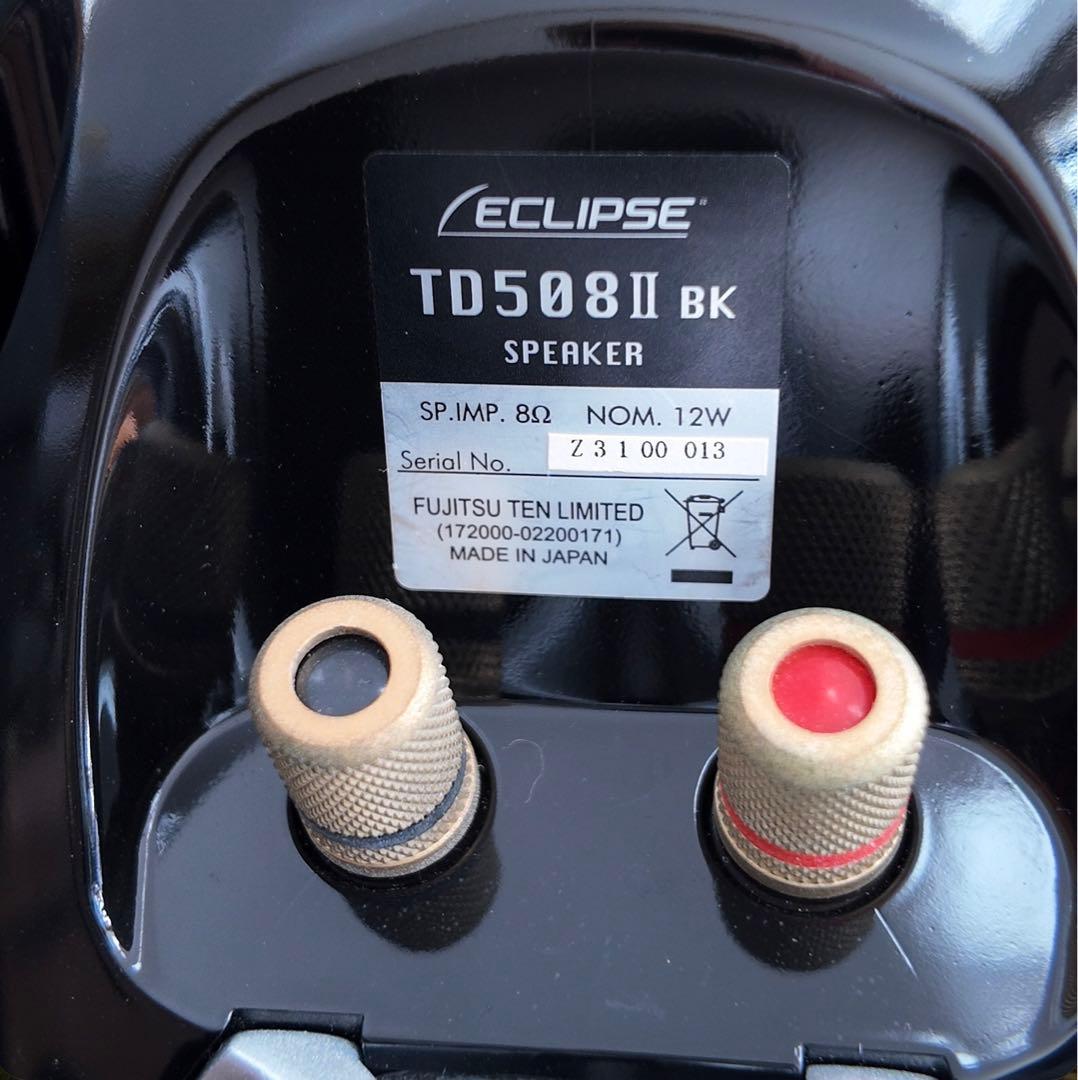 ECLIPSE
TD508II BK
SPEAKER
SP.IMP. 8Ω NOM. 12W
Serial No. Z 3 1 00 013
FUJITSU TEN LIMITED
(172000-02200171)
MADE IN JAPAN